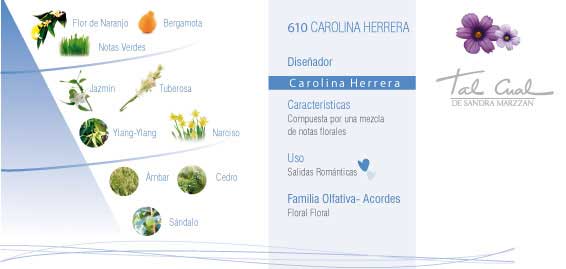 Flor de Naranjo
Bergamota
Notas Verdes
Jazmín
Tuberosa
Ylang-Ylang
Narciso
Ámbar
Cedro
Sándalo
610 CAROLINA HERRERA
Diseñador
Carolina Herrera
Características
Compuesta por una mezcla
de notas florales
Uso
Salidas Románticas
Familia Olfativa- Acordes
Floral Floral
Tal Cual
DE SANDRA MARZZAN